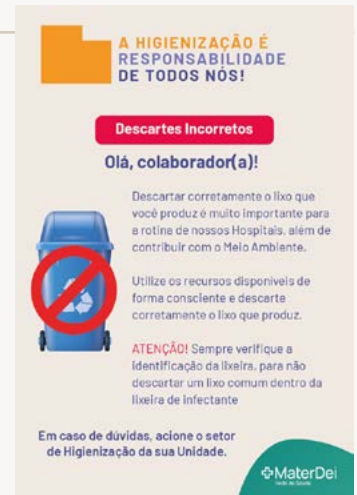 A HIGIENIZAÇÃO É
RESPONSABILIDADE
DE TODOS NÓS!
Descartes Incorretos
Olá, colaborador(a)!
Descartar corretamente o lixo que
você produz é muito importante para
a rotina de nossos Hospitais, além de
contribuir com o Meio Ambiente.
Utilize os recursos disponíveis de
forma consciente e descarte
corretamente o lixo que produz.
ATENÇÃO! Sempre verifique a
identificação da lixeira, para não
descartar um lixo comum dentro da
lixeira de infectante
Em caso de dúvidas, acione o setor
de Higienização da sua Unidade.
MaterDei
Rede de Saúde